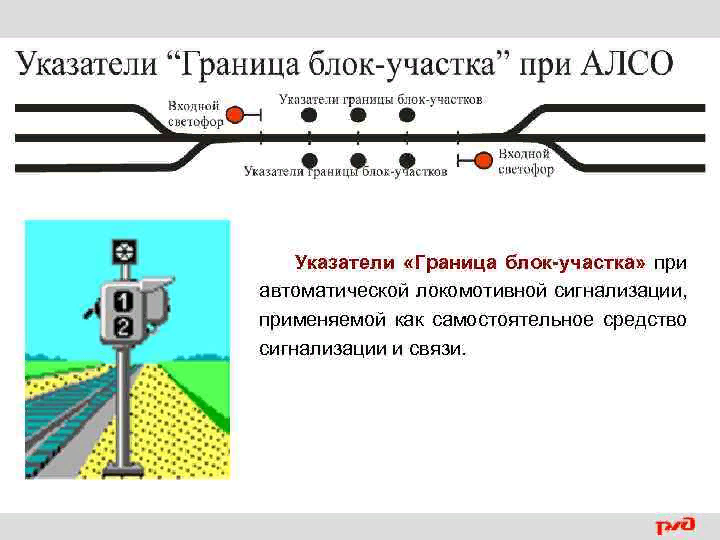 Указатели “Граница блок-участка” при АЛСО
Входной
светофор
Указатели границы блок-участков
Указатели границы блок-участков
Входной
светофор
1
2
Указатели «Граница блок-участка» при
автоматической локомотивной сигнализации,
применяемой как самостоятельное средство
сигнализации и связи.
ржд